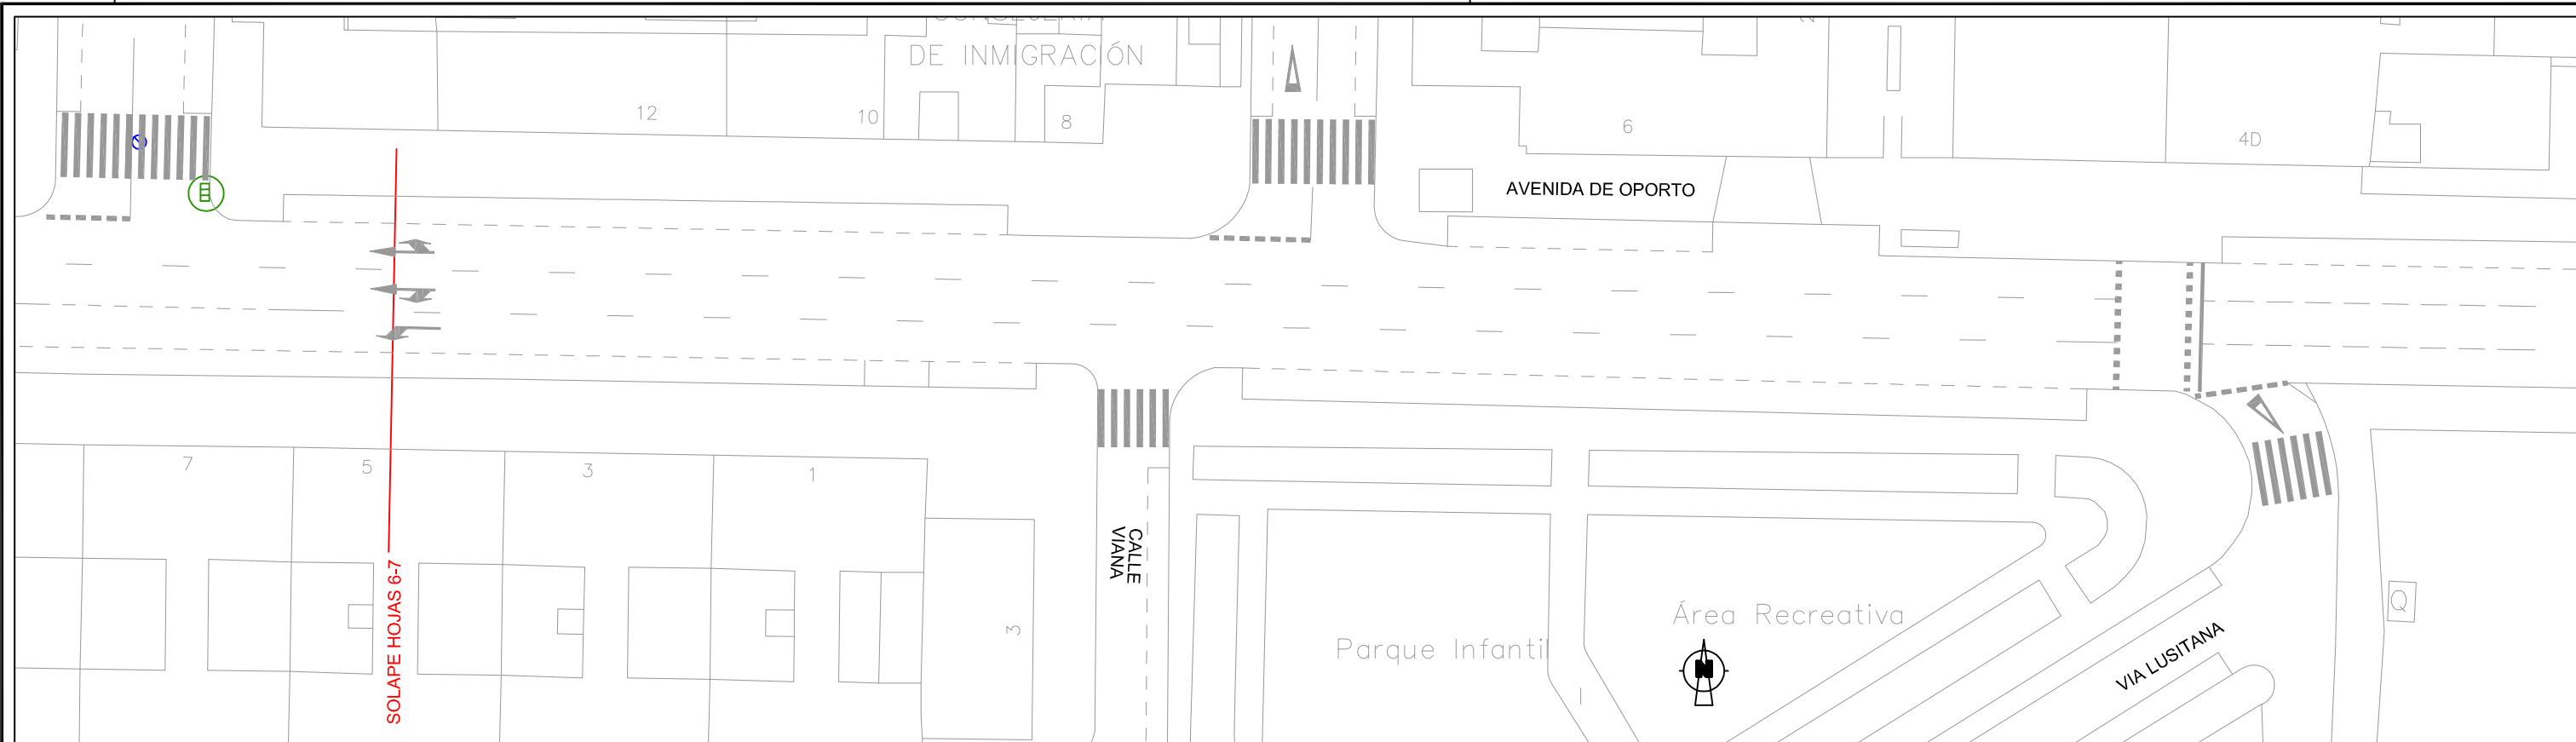 DE INMIGRACIÓN
12
10
8
6
4D
AVENIDA DE OPORTO
7
5
3
1
CALLE
VIANA
3
SOLAPE HOJAS 6-7
Área Recreativa
Parque Infantil
N
VIA LUSITANA
Q